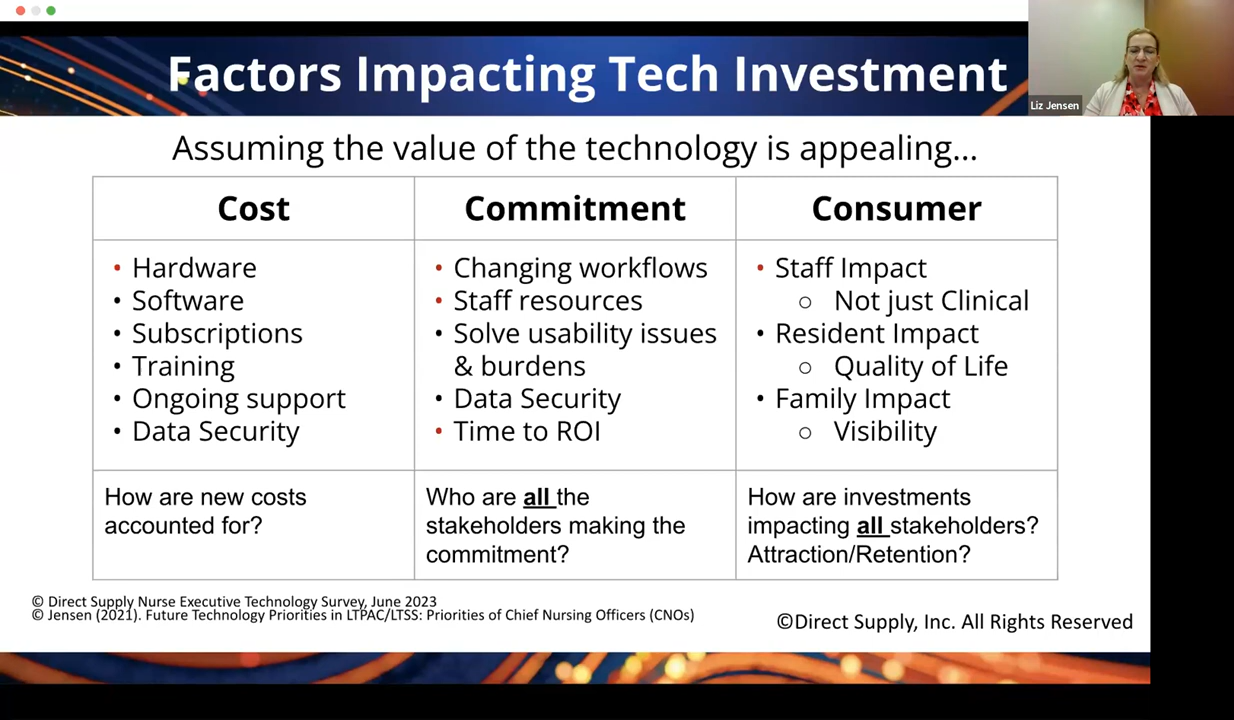 Factors Impacting Tech Investment
Liz Jensen
Assuming the value of the technology is appealing...
Cost
• Hardware
• Software
• Subscriptions
• Training
• Ongoing support
• Data Security
How are new costs
accounted for?
Commitment
• Changing workflows
• Staff resources
• Solve usability issues
& burdens
• Data Security
• Time to ROI
Who are all the
stakeholders making the
commitment?
Consumer
• Staff Impact
○ Not just Clinical
• Resident Impact
○ Quality of Life
• Family Impact
○ Visibility
How are investments
impacting all stakeholders?
Attraction/Retention?
© Direct Supply Nurse Executive Technology Survey, June 2023
© Jensen (2021). Future Technology Priorities in LTPAC/LTSS: Priorities of Chief Nursing Officers (CNOs)
©Direct Supply, Inc. All Rights Reserved